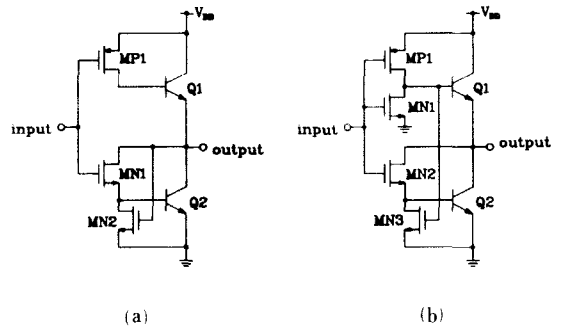 V_DD
V_DD
MP1
MP1
Q1
Q1
MN1
input
input
output
output
MN1
MN2
MN2
Q2
Q2
MN3
(a)
(b)